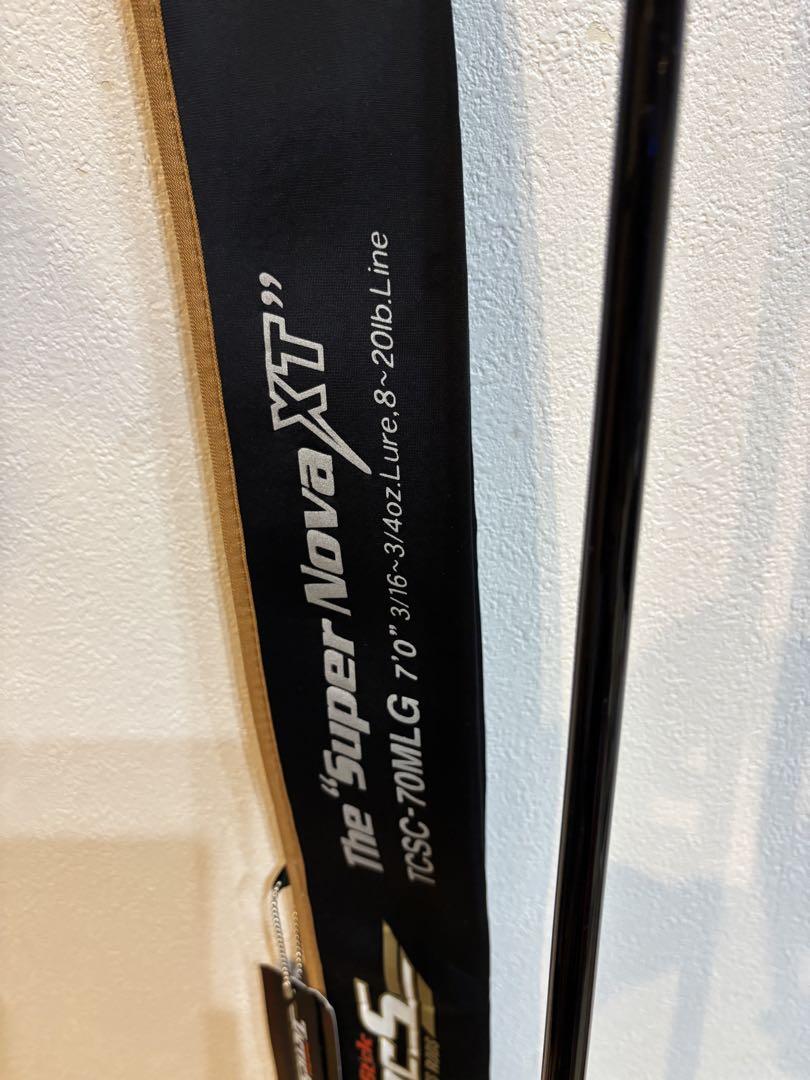 The “Super Nova XT”
TCSC-70MLG 7’0” 3/16~3/4oz.Lure,8~20lb.Line